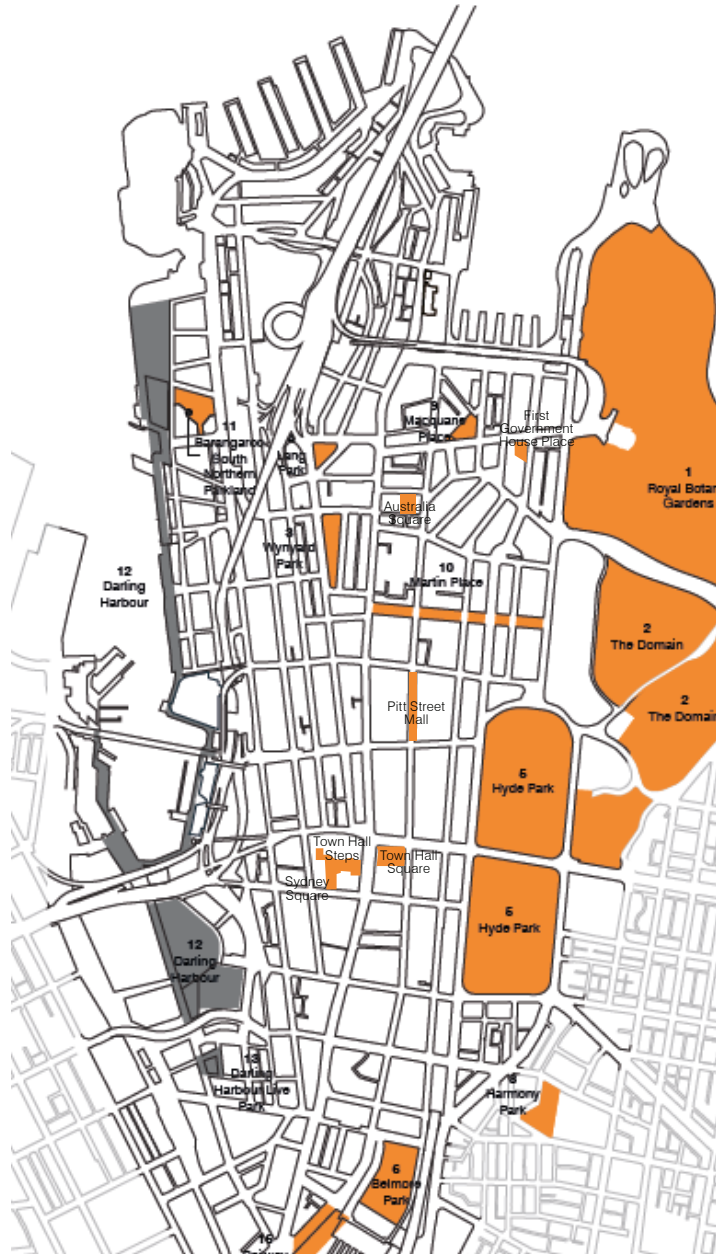 9
Macquarie
Place
First
Government
House Place
11
Barangaroo
South
Northern
Parkland
4
Lang
Park
1
Royal Botan
Gardens
Australia
Square
3
Wynyard
Park
10
Martin Place
12
Darling
Harbour
2
The Domain
2
The Domain
Pitt Street
Mall
5
Hyde Park
Town Hall
Steps
Town Hall
Square
Sydney
Square
5
Hyde Park
12
Darling
Harbour
13
Darling
Harbour Live
Park
8
Harmony
Park
6
Belmore
Park
16